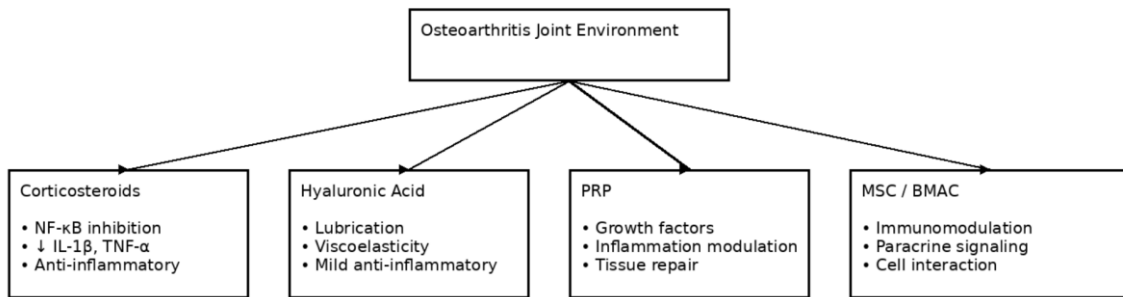 Osteoarthritis Joint Environment
Corticosteroids
• NF-κB inhibition
• ↓ IL-1β, TNF-α
• Anti-inflammatory
Hyaluronic Acid
• Lubrication
• Viscoelasticity
• Mild anti-inflammatory
PRP
• Growth factors
• Inflammation modulation
• Tissue repair
MSC / BMAC
• Immunomodulation
• Paracrine signaling
• Cell interaction